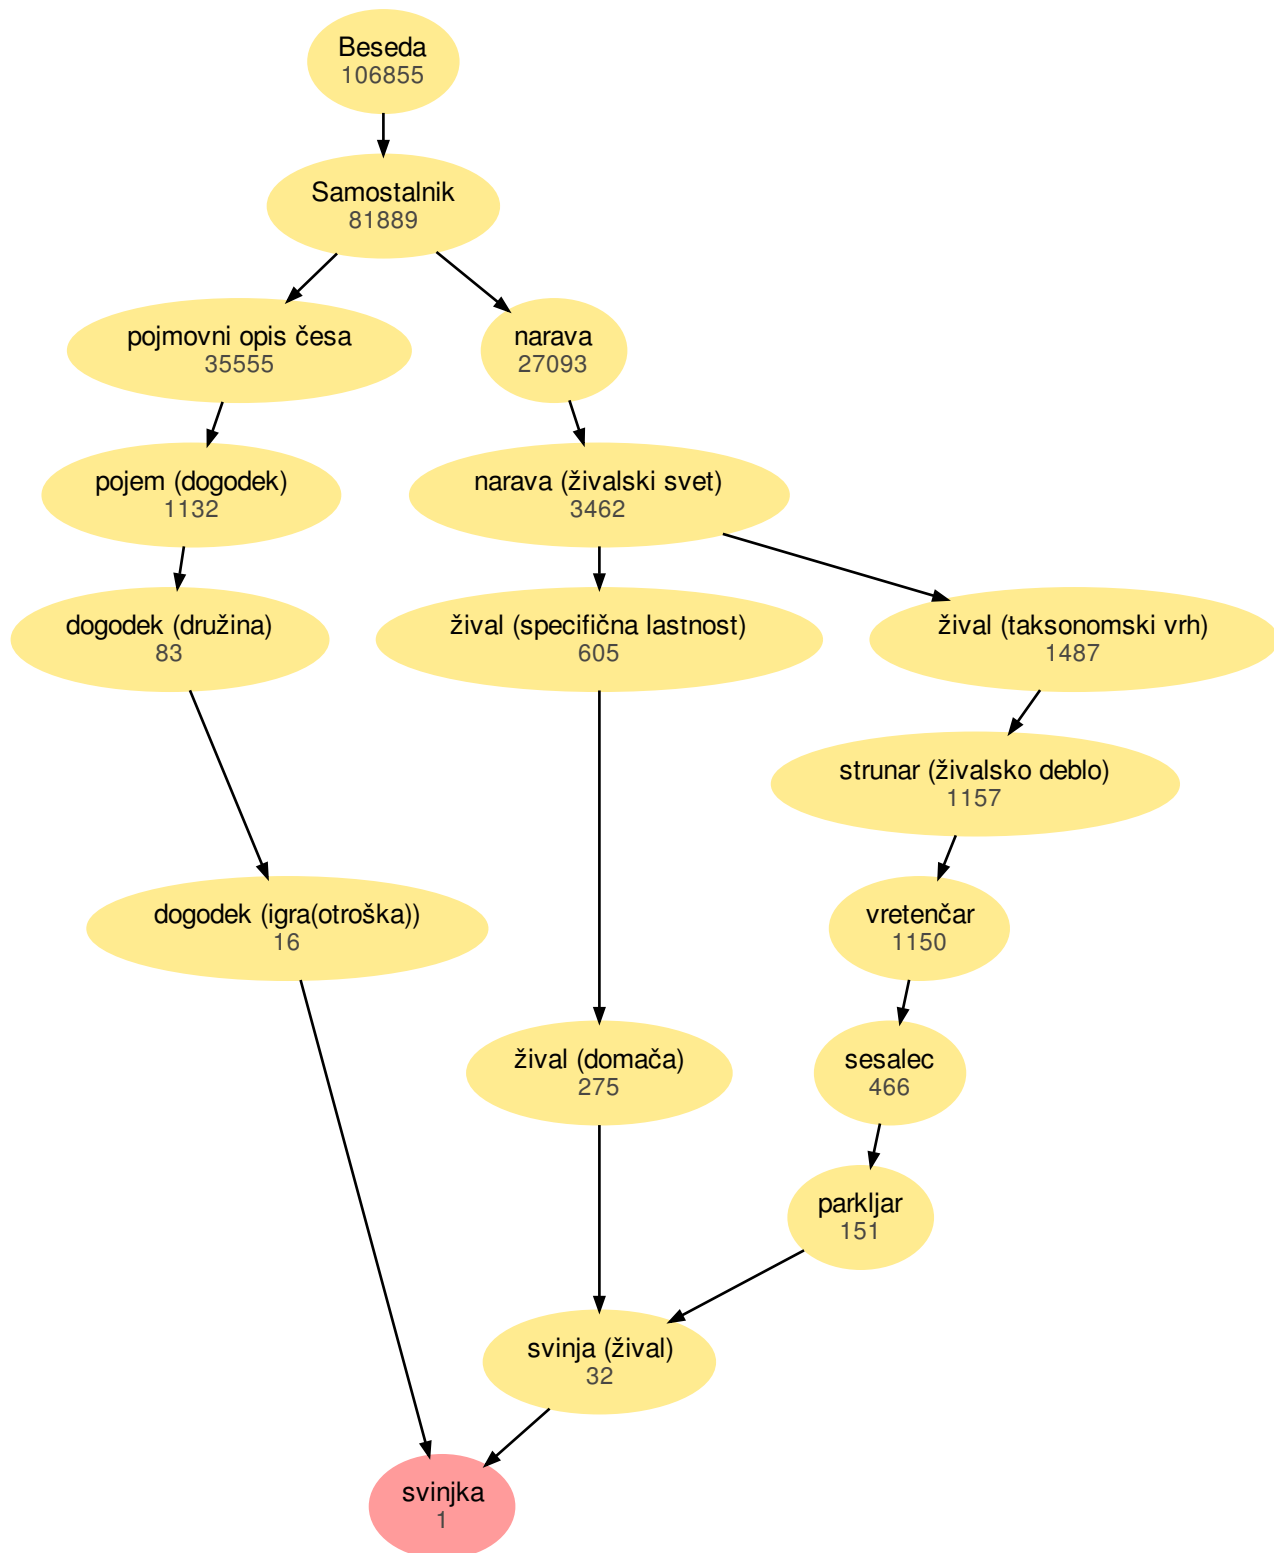 Beseda
106855
Samostalnik
81889
pojmovni opis česa
35555
narava
27093
pojem (dogodek)
1132
narava (živalski svet)
3462
dogodek (družina)
83
žival (specifična lastnost)
605
žival (taksonomski vrh)
1487
strunar (živalsko deblo)
1157
dogodek (igra(otroška))
16
vretenčar
1150
žival (domača)
275
sesalec
466
parkljar
151
svinja (žival)
32
svinjka
1